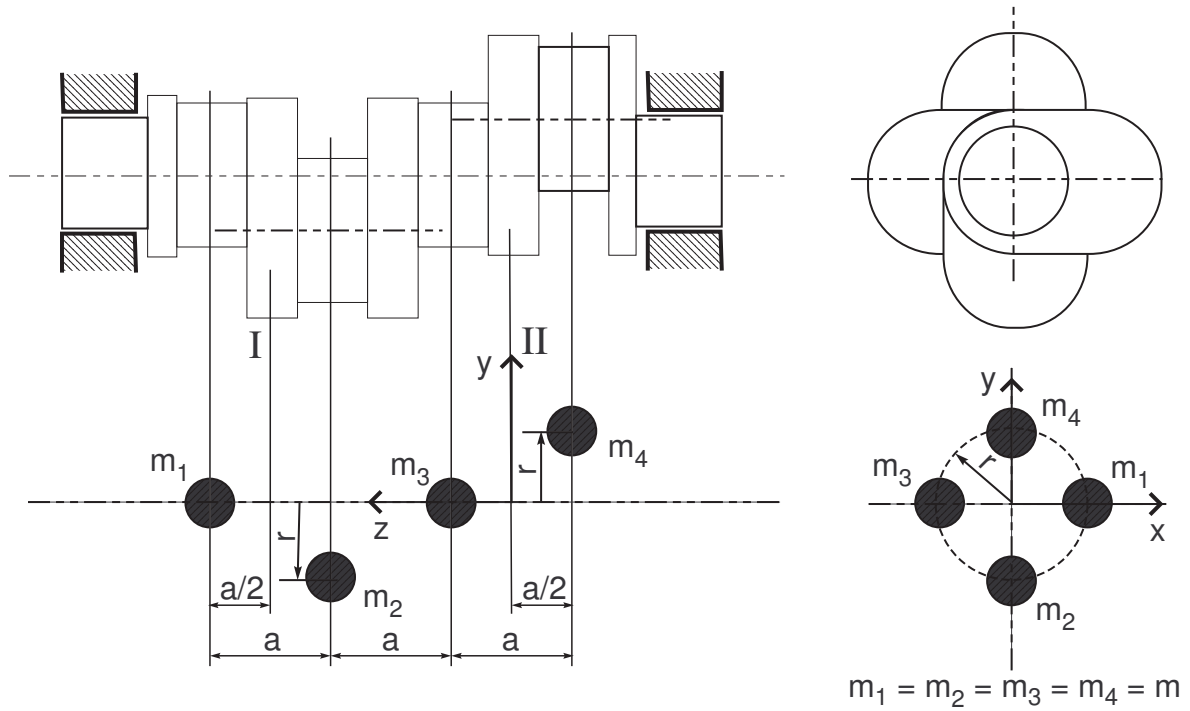 I
II
y
y
m₁
m₃
m₄
r
r
z
m₂
a/2
a/2
a
a
a
m₄
m₃
r
m₁
x
m₂
m₁ = m₂ = m₃ = m₄ = m